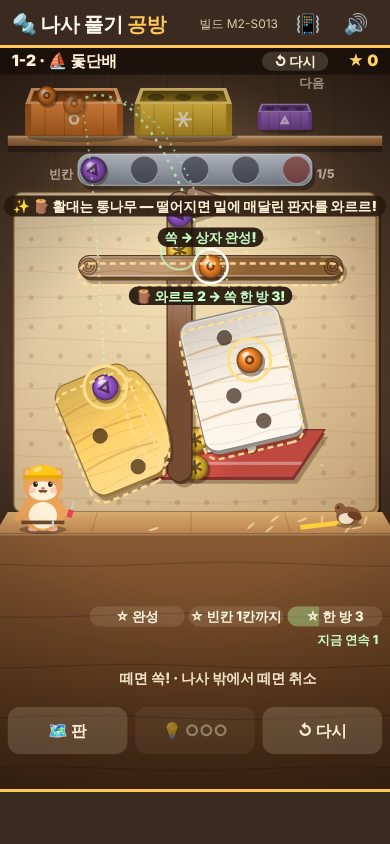 나사 풀기 공방
빌드 M2-S013
1-2 · ⛵ 돛단배
다시
★ 0
다음
빈칸
1/5
✨ 🪵 활대는 통나무 — 떨어지면 밑에 매달린 판자를 와르르!
쏙 → 상자 완성!
🪵 와르르 2 → 쏙 한 방 3!
☆ 완성
☆ 빈칸 1칸까지
☆ 한 방 3
지금 연속 1
떼면 쏙! · 나사 밖에서 떼면 취소
🗺️ 판
다시